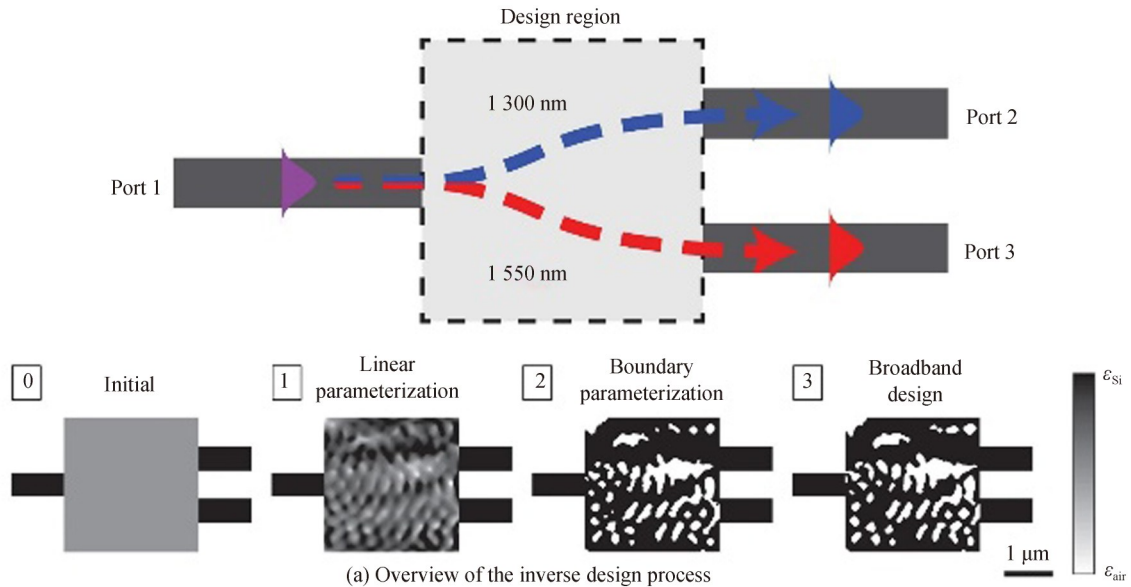 Design region
1 300 nm
Port 2
Port 1
Port 3
1 550 nm
0
Initial
1
Linear
parameterization
2
Boundary
parameterization
3
Broadband
design
εSi
1 μm
εair
(a) Overview of the inverse design process